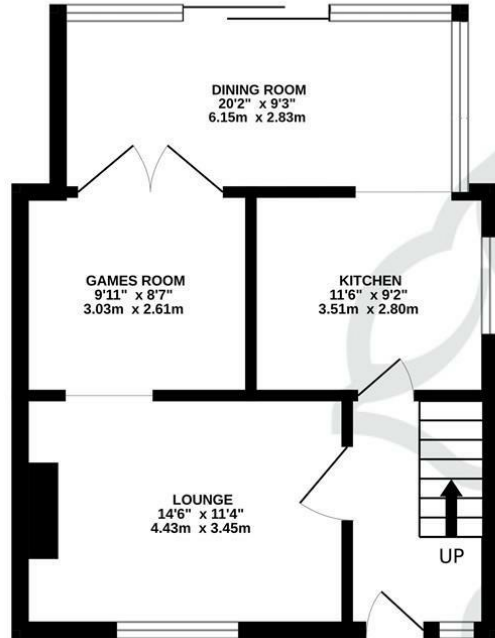 DINING ROOM
20'2" x 9'3"
6.15m x 2.83m
GAMES ROOM
9'11" x 8'7"
3.03m x 2.61m
KITCHEN
11'6" x 9'2"
3.51m x 2.80m
LOUNGE
14'6" x 11'4"
4.43m x 3.45m
UP